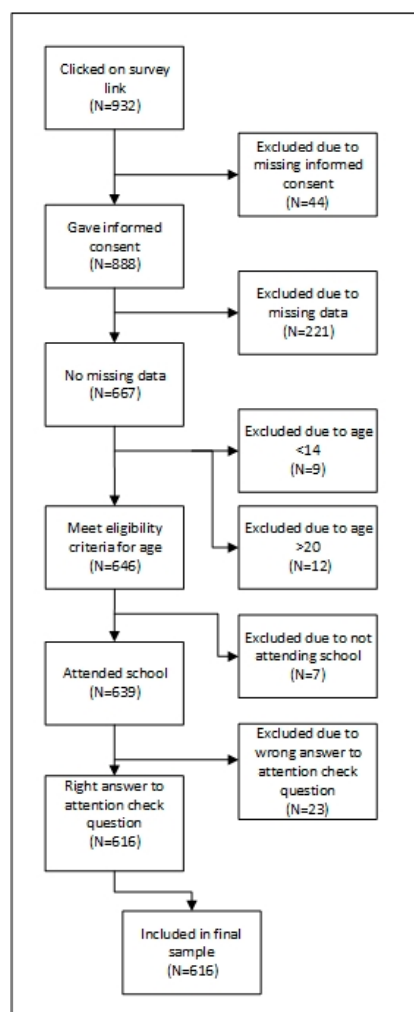 Clicked on survey
link
(N=932)
Excluded due to
missing informed
consent
(N=44)
Gave informed
consent
(N=888)
Excluded due to
missing data
(N=221)
No missing data
(N=667)
Excluded due to age
<14
(N=9)
Excluded due to age
>20
(N=12)
Meet eligibility
criteria for age
(N=646)
Excluded due to not
attending school
(N=7)
Attended school
(N=639)
Excluded due to
wrong answer to
attention check
question
(N=23)
Right answer to
attention check
question
(N=616)
Included in final
sample
(N=616)